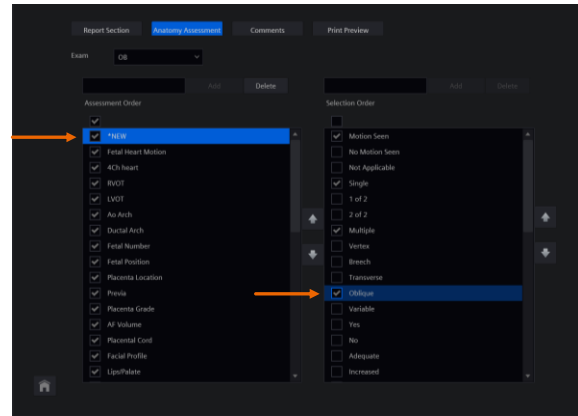 Report Section Anatomy Assessment Comments Print Preview
Exam OB
Add Delete Add Delete
Assessment Order Selection Order
*NEW Motion Seen
Fetal Heart Motion No Motion Seen
4Ch heart Not Applicable
RVOT Single
LVOT 1 of 2
Ao Arch 2 of 2
Ductal Arch Multiple
Fetal Number Vertex
Fetal Position Breech
Placenta Location Transverse
Previa Oblique
Placenta Grade Variable
AF Volume Yes
Placental Cord No
Facial Profile Adequate
Lips/Palate Increased